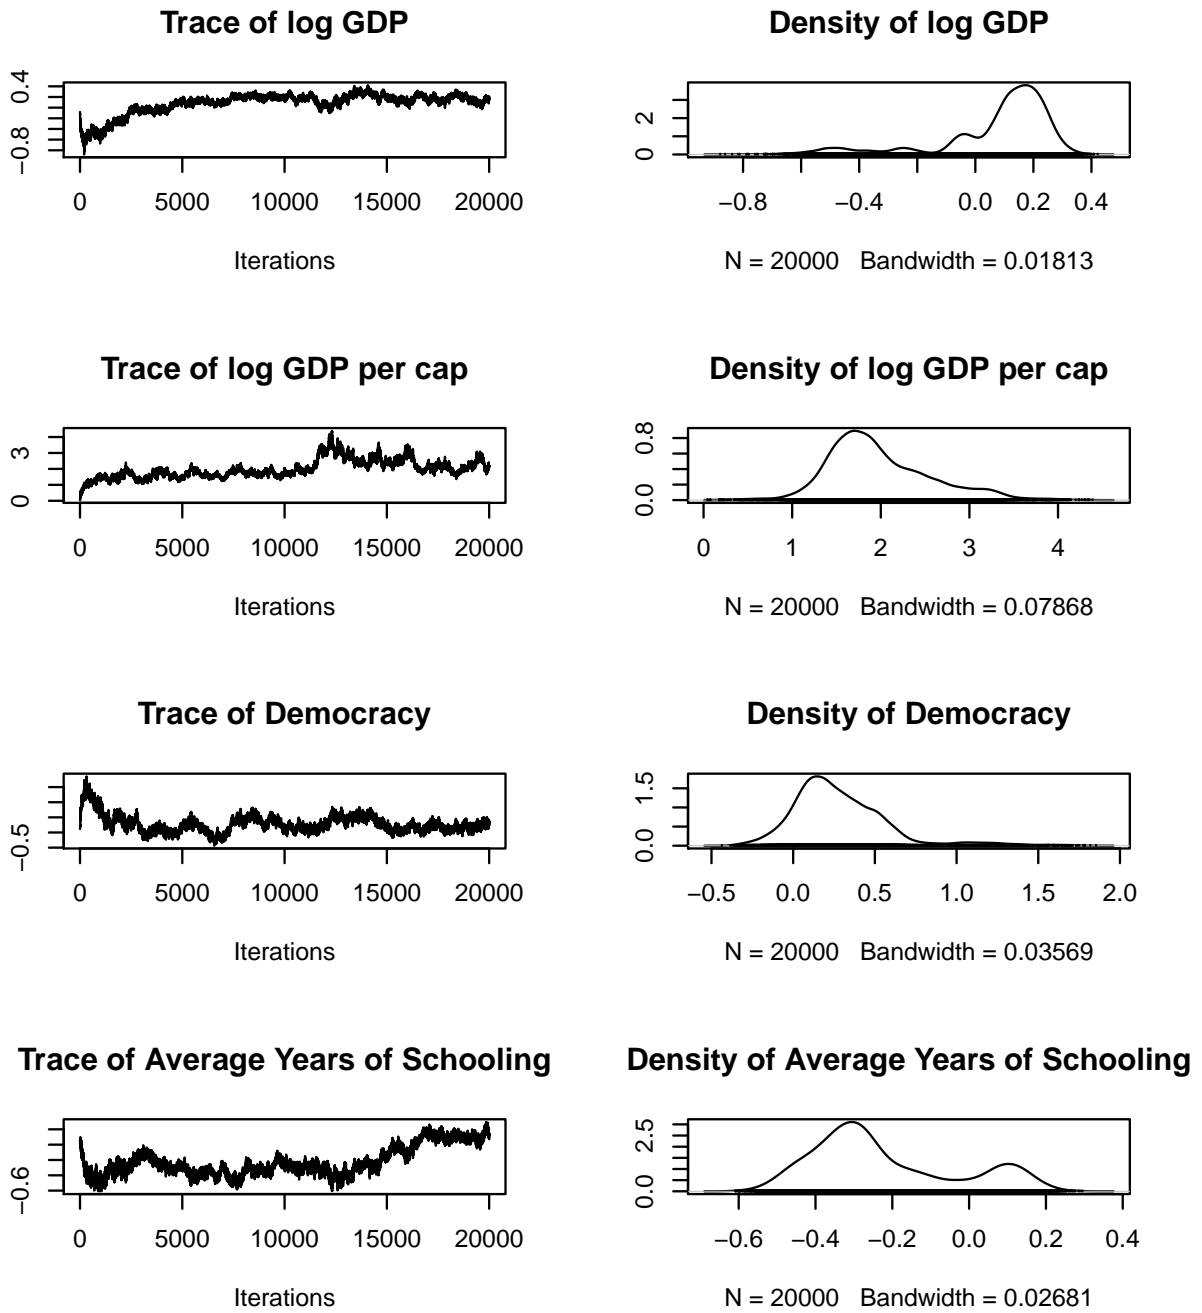 Trace of log GDP
Density of log GDP
0.4
−0.8
0 5000 10000 15000 20000
Iterations
2
0
−0.8 −0.4 0.0 0.2 0.4
N = 20000 Bandwidth = 0.01813
Trace of log GDP per cap
Density of log GDP per cap
3
0
0 5000 10000 15000 20000
Iterations
0.8
0.0
0 1 2 3 4
N = 20000 Bandwidth = 0.07868
Trace of Democracy
Density of Democracy
−0.5
0 5000 10000 15000 20000
Iterations
1.5
0.0
−0.5 0.0 0.5 1.0 1.5 2.0
N = 20000 Bandwidth = 0.03569
Trace of Average Years of Schooling
Density of Average Years of Schooling
−0.6
0 5000 10000 15000 20000
Iterations
2.5
0.0
−0.6 −0.4 −0.2 0.0 0.2 0.4
N = 20000 Bandwidth = 0.02681